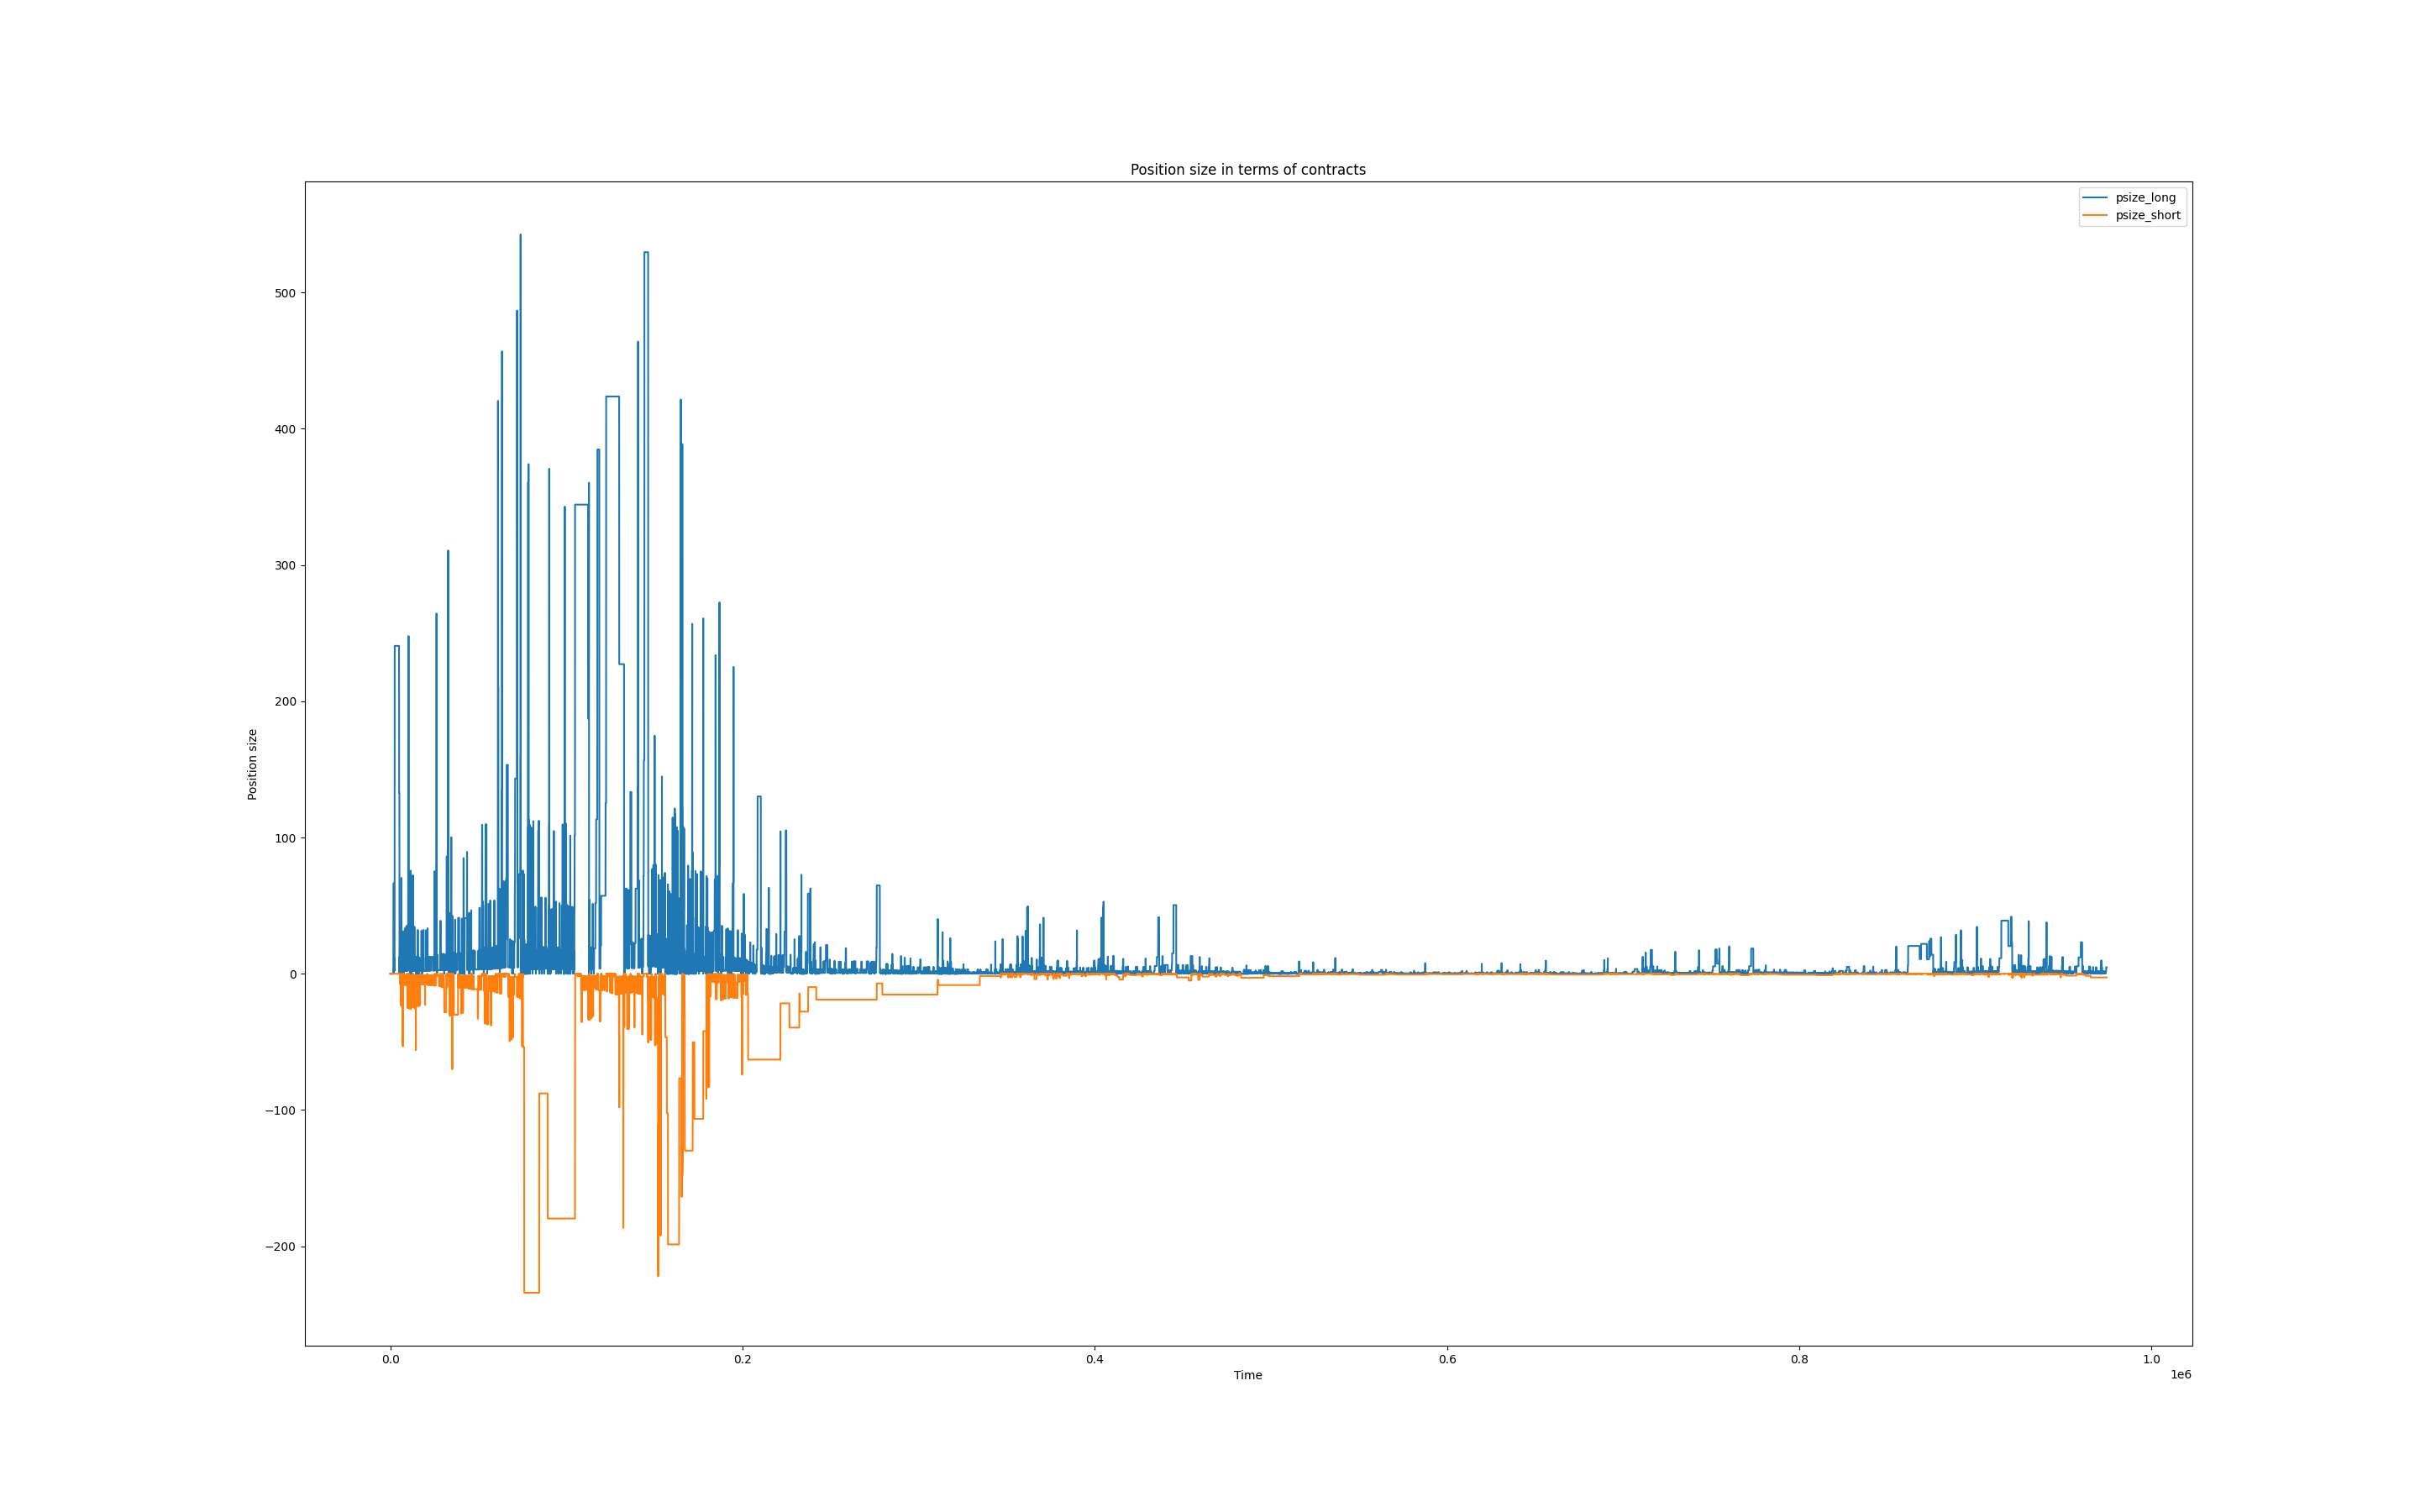 Position size in terms of contracts
psize_long
psize_short
500
400
300
200
100
0
−100
−200
Position size
0.0 0.2 0.4 0.6 0.8 1.0
Time
1e6